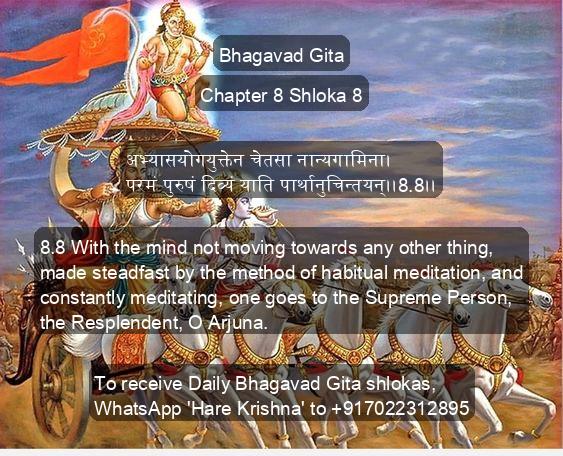 Bhagavad Gita
Chapter 8 Shloka 8
अभ्यासयोगयुक्तेन चेतसा नान्यगामिना।
परमं पुरुषं दिव्यं याति पार्थानुचिन्तयन्।।8.8।।
8.8 With the mind not moving towards any other thing,
made steadfast by the method of habitual meditation, and
constantly meditating, one goes to the Supreme Person,
the Resplendent, O Arjuna.
To receive Daily Bhagavad Gita shlokas,
WhatsApp 'Hare Krishna' to +917022312895